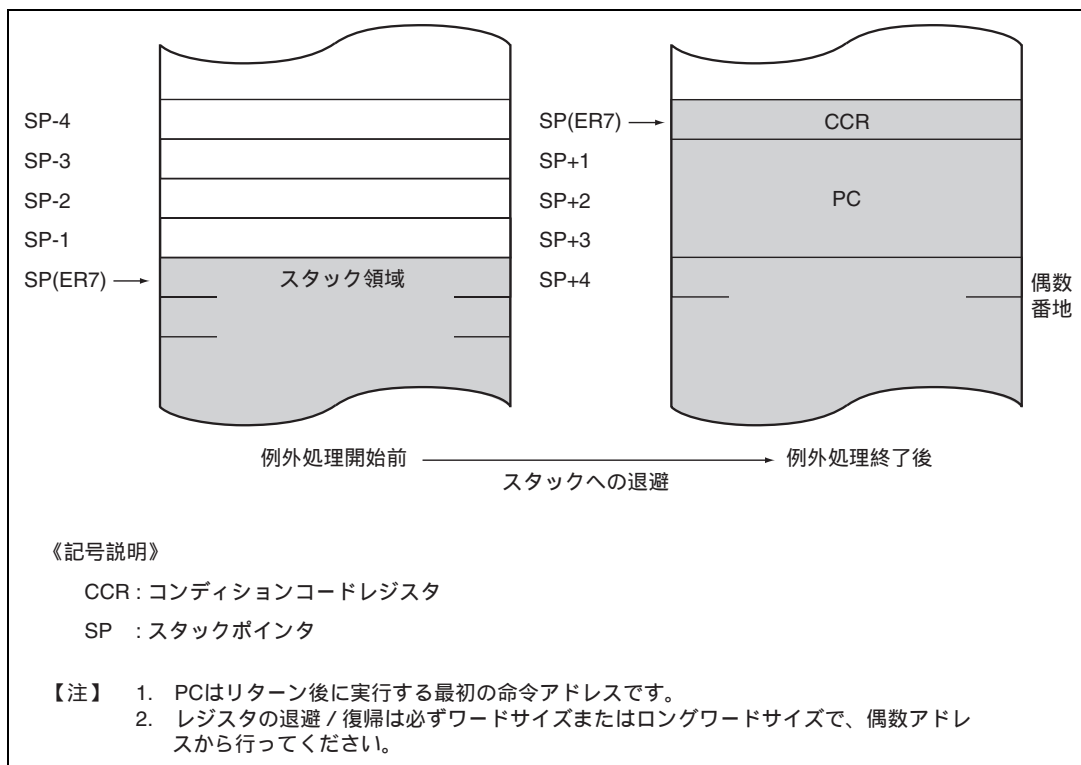 SP-4
SP-3
SP-2
SP-1
SP(ER7)
スタック領域
SP(ER7)
CCR
SP+1
SP+2
PC
SP+3
SP+4
偶数
番地
例外処理開始前
例外処理終了後
スタックへの退避
《記号説明》
CCR : コンディションコードレジスタ
SP : スタックポインタ
【注】 1. PCはリターン後に実行する最初の命令アドレスです。
2. レジスタの退避 / 復帰は必ずワードサイズまたはロングワードサイズで、偶数アドレ
スから行ってください。